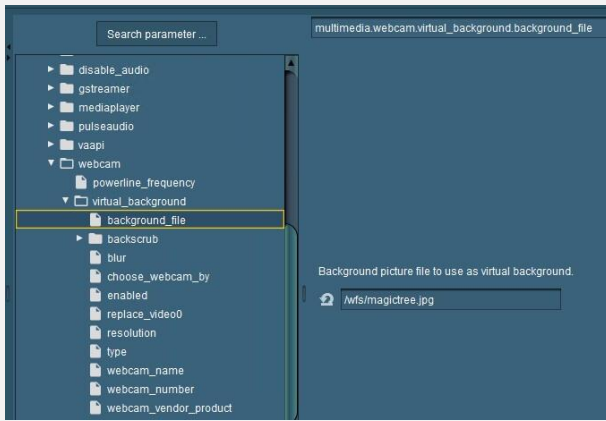 Search parameter ...
multimedia.webcam.virtual_background.background_file
disable_audio
gstreamer
mediaplayer
pulseaudio
vaapi
webcam
powerline_frequency
virtual_background
background_file
backscrub
blur
choose_webcam_by
enabled
replace_video0
resolution
type
webcam_name
webcam_number
webcam_vendor_product
Background picture file to use as virtual background.
/wfs/magictree.jpg